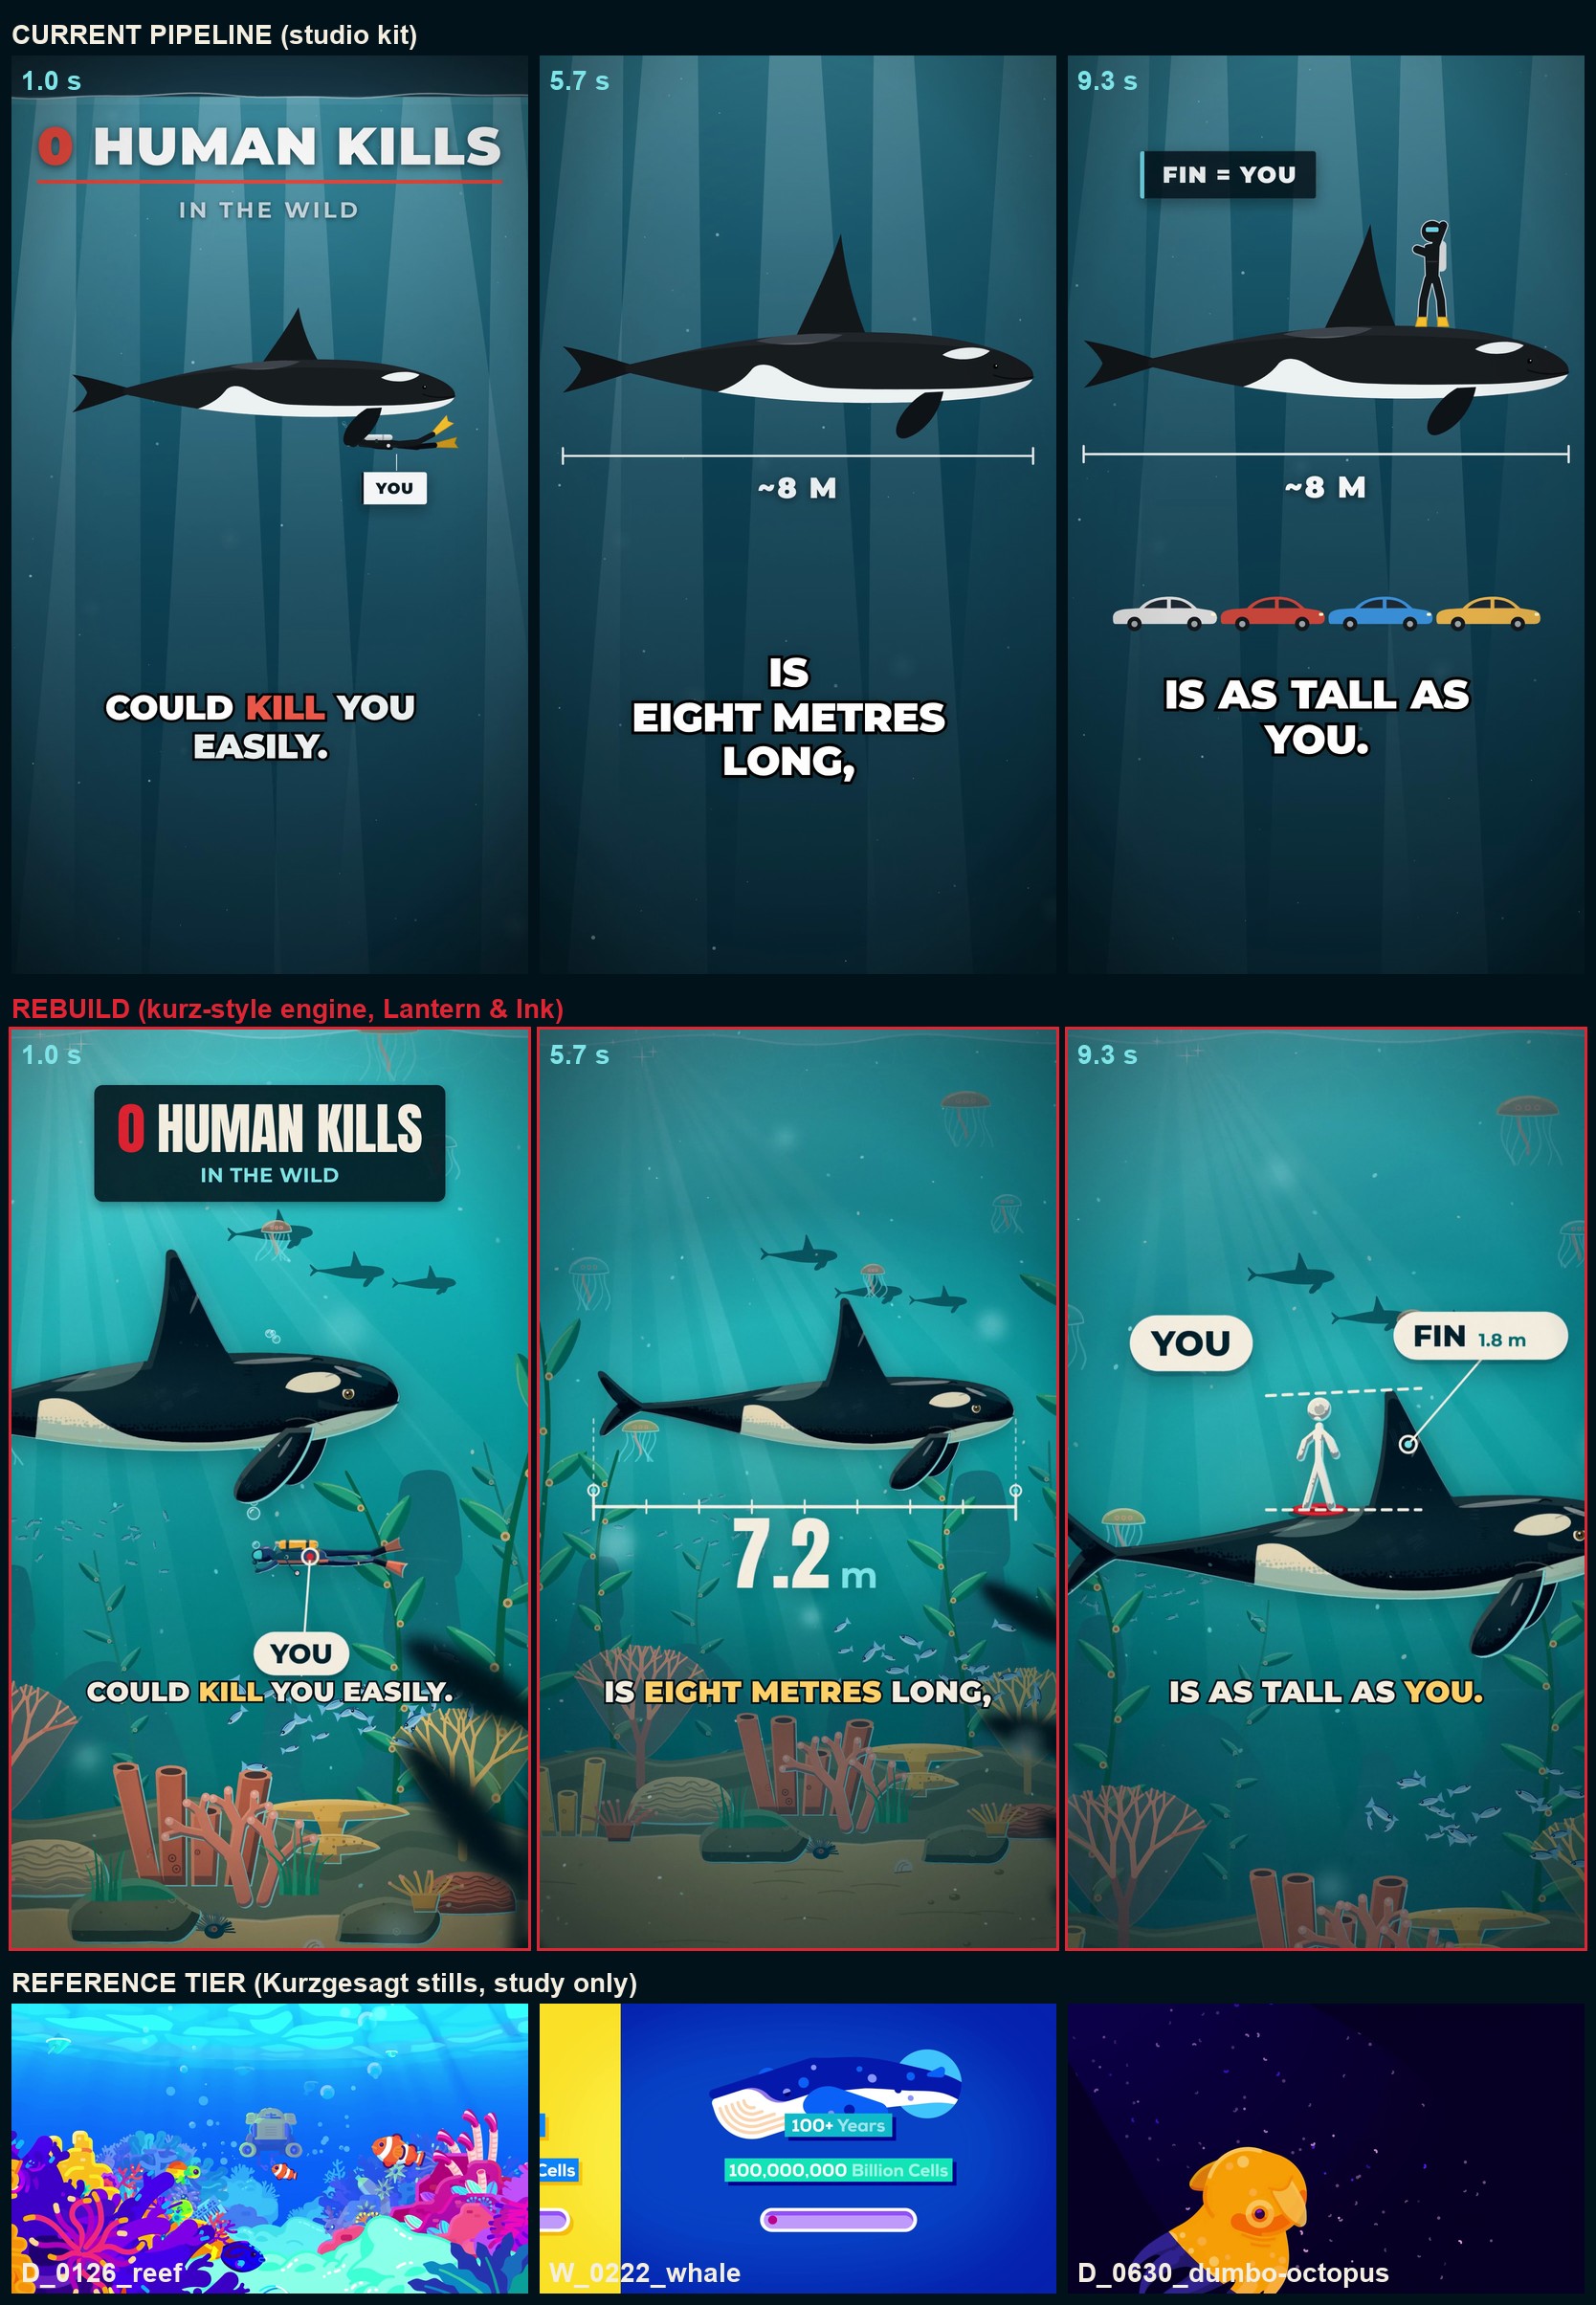 CURRENT PIPELINE (studio kit)
1.0 s
0 HUMAN KILLS
IN THE WILD
YOU
COULD KILL YOU
EASILY.
5.7 s
~8 M
IS
EIGHT METRES
LONG,
9.3 s
FIN = YOU
~8 M
IS AS TALL AS
YOU.
REBUILD (kurz-style engine, Lantern & Ink)
1.0 s
0 HUMAN KILLS
IN THE WILD
YOU
COULD KILL YOU EASILY.
5.7 s
7.2 m
IS EIGHT METRES LONG,
9.3 s
YOU
FIN 1.8 m
IS AS TALL AS YOU.
REFERENCE TIER (Kurzgesagt stills, study only)
D_0126_reef
Cells
100+ Years
100,000,000 Billion Cells
W_0222_whale
D_0630_dumbo-octopus